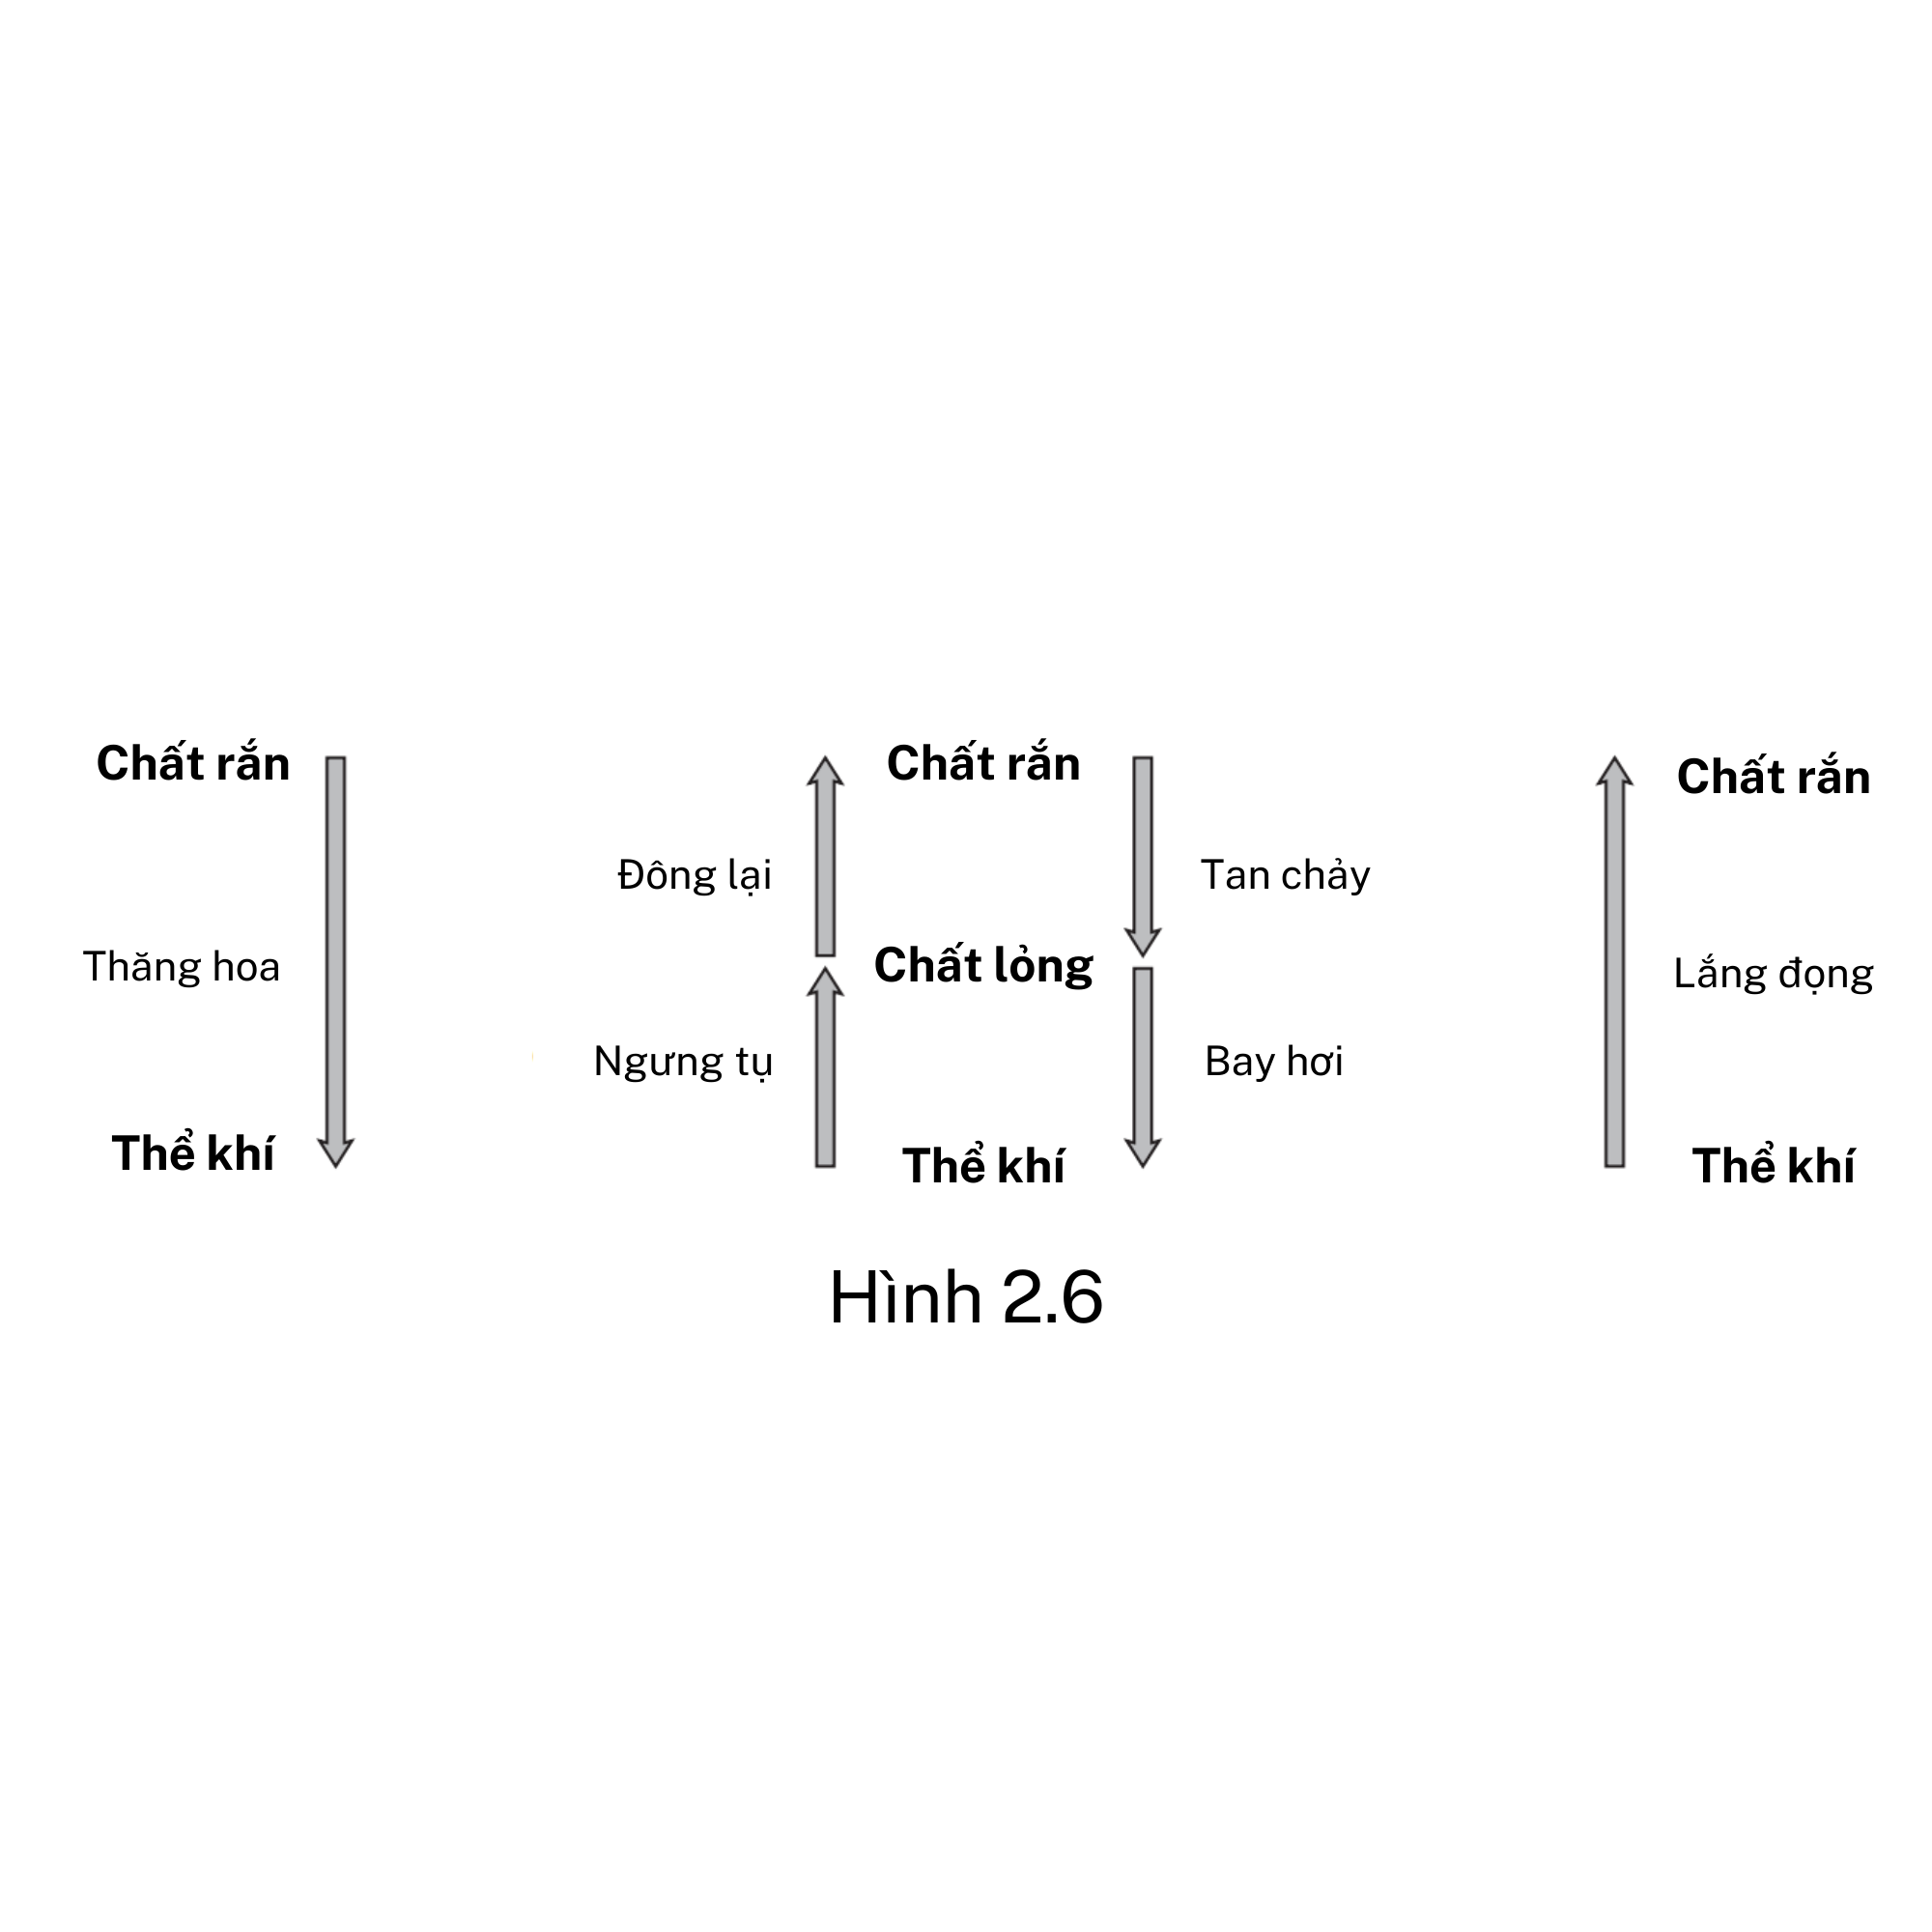 Chất rắn
Thăng hoa
Thể khí
Chất rắn
Đông lại
Tan chảy
Chất lỏng
Ngưng tụ
Bay hơi
Thể khí
Chất rắn
Lắng đọng
Thể khí
Hình 2.6